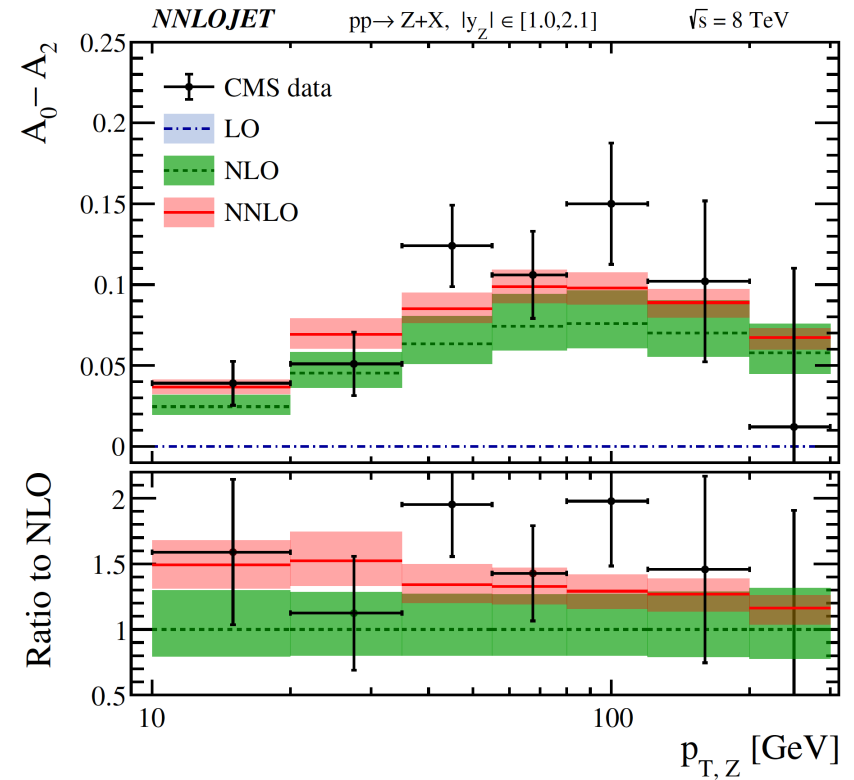 NNLOJET pp→ Z+X, |y_Z| ∈ [1.0,2.1] √s = 8 TeV
A₀− A₂
0.25
0.2
0.15
0.1
0.05
0
CMS data
LO
NLO
NNLO
Ratio to NLO
2
1.5
1
0.5
10 100
p_T, Z [GeV]